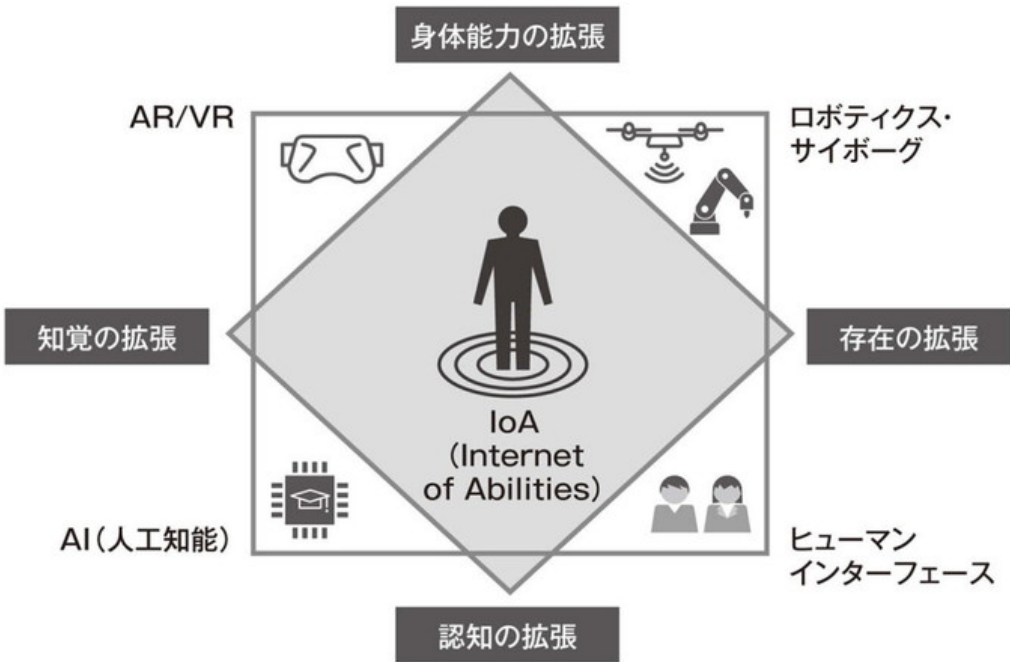 身体能力の拡張
AR/VR
ロボティクス・
サイボーグ
知覚の拡張
存在の拡張
IoA
(Internet
of Abilities)
AI(人工知能)
ヒューマン
インターフェース
認知の拡張